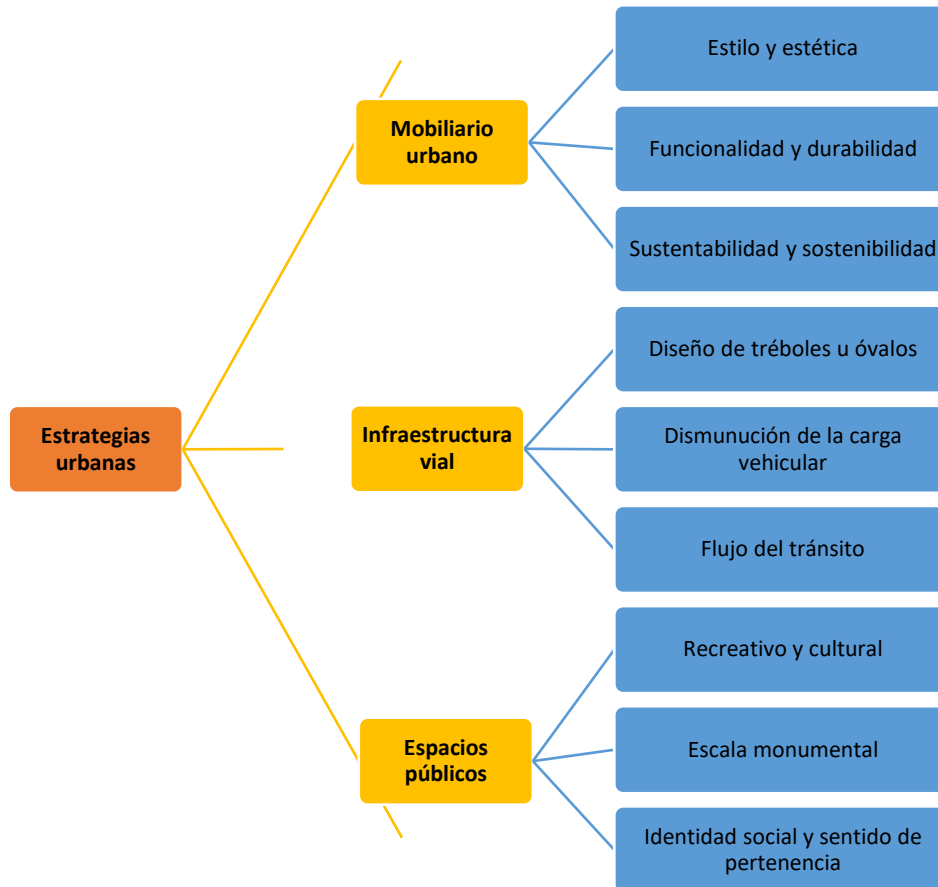 Estrategias
urbanas
Mobiliario
urbano
Estilo y estética
Funcionalidad y durabilidad
Sustentabilidad y sostenibilidad
Infraestructura
vial
Diseño de tréboles u óvalos
Dismunución de la carga
vehicular
Flujo del tránsito
Espacios
públicos
Recreativo y cultural
Escala monumental
Identidad social y sentido de
pertenencia